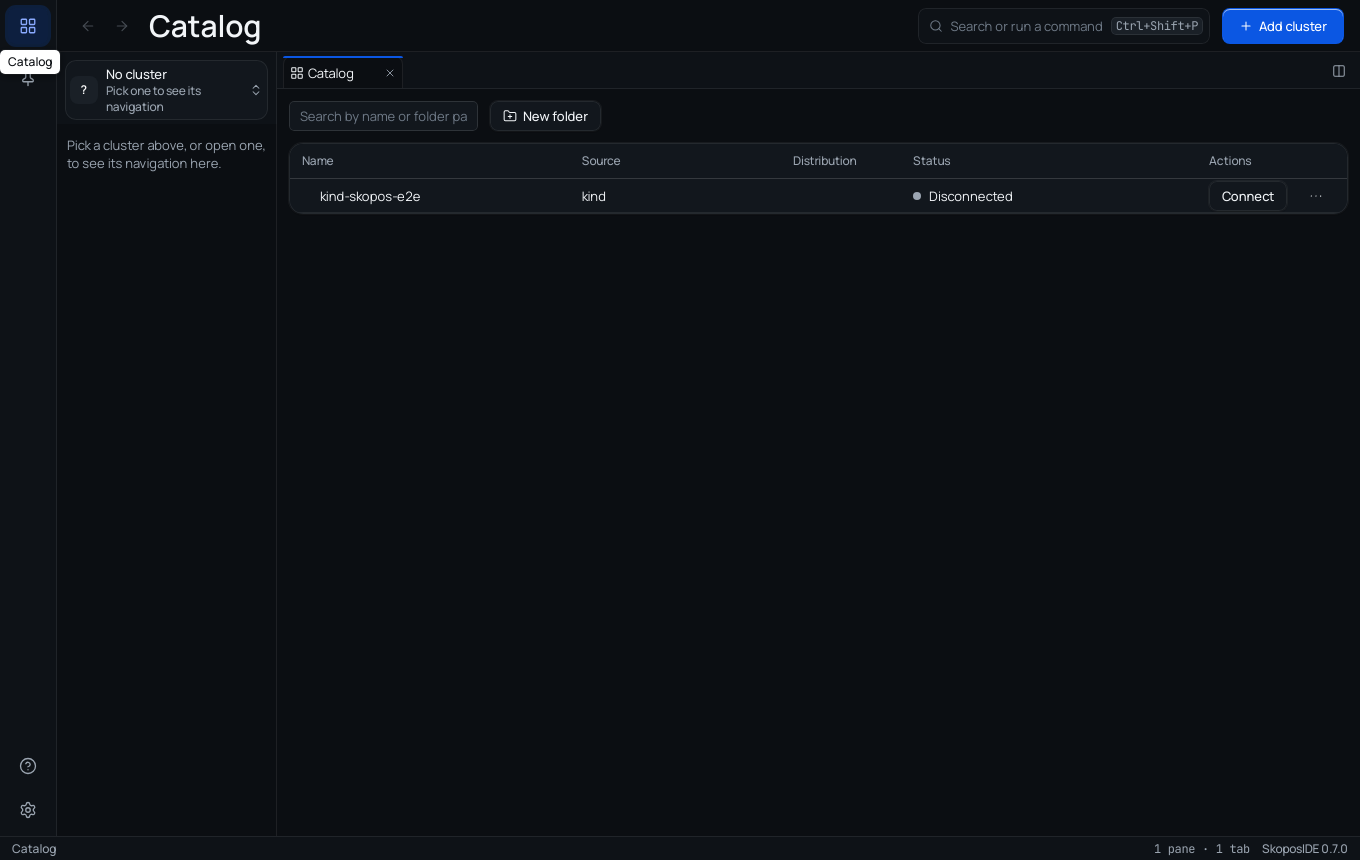 Catalog
Search or run a command Ctrl+Shift+P
Add cluster
Catalog
?
No cluster
Pick one to see its
navigation
Pick a cluster above, or open one,
to see its navigation here.
Catalog
Search by name or folder pa
New folder
Name Source Distribution Status Actions
kind-skopos-e2e kind Disconnected Connect ...
Catalog
1 pane · 1 tab SkoposIDE 0.7.0